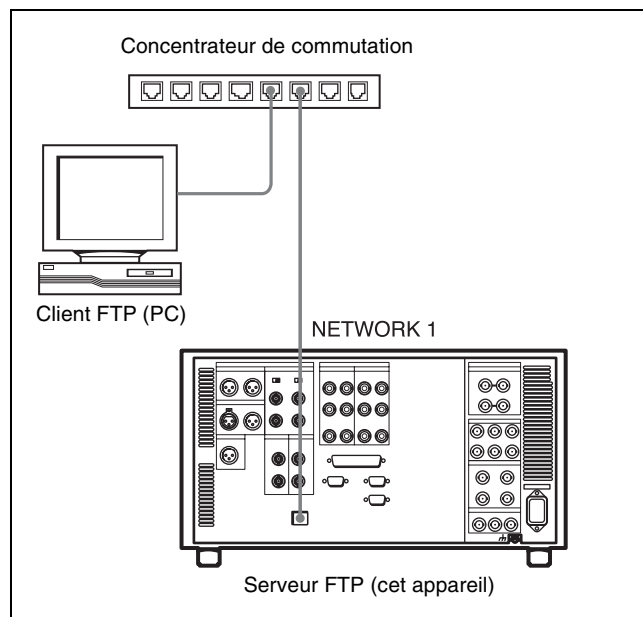 Concentrateur de commutation
Client FTP (PC)
NETWORK 1
Serveur FTP (cet appareil)